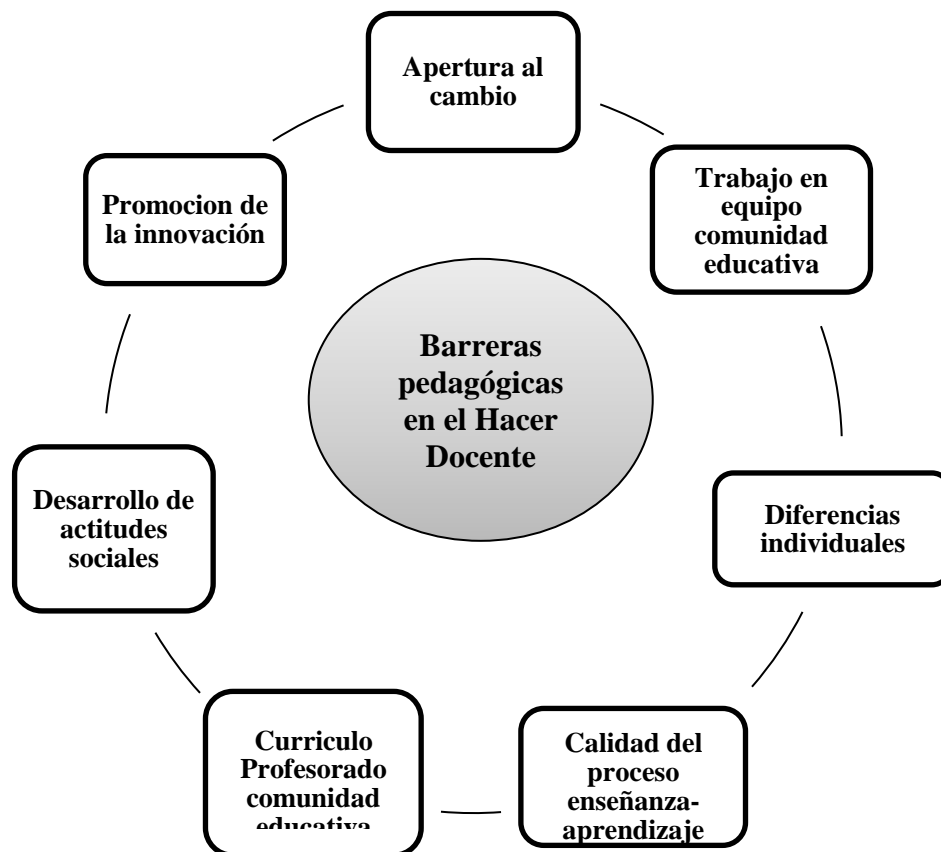 Apertura al
cambio
Trabajo en
equipo
comunidad
educativa
Diferencias
individuales
Calidad del
proceso
enseñanza-
aprendizaje
Curriculo
Profesorado
comunidad
educativa
Desarrollo de
actitudes
sociales
Promocion de
la innovación
Barreras
pedagógicas
en el Hacer
Docente